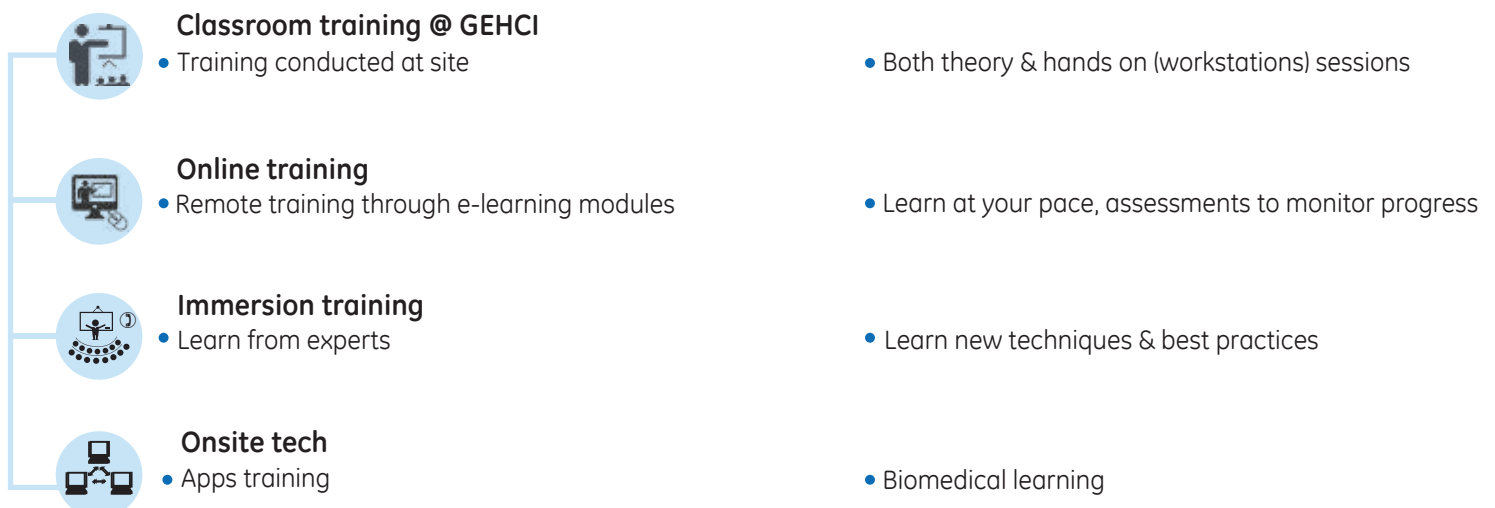 Classroom training @ GEHCI
• Training conducted at site
• Both theory & hands on (workstations) sessions
Online training
• Remote training through e-learning modules
• Learn at your pace, assessments to monitor progress
Immersion training
• Learn from experts
• Learn new techniques & best practices
Onsite tech
• Apps training
• Biomedical learning